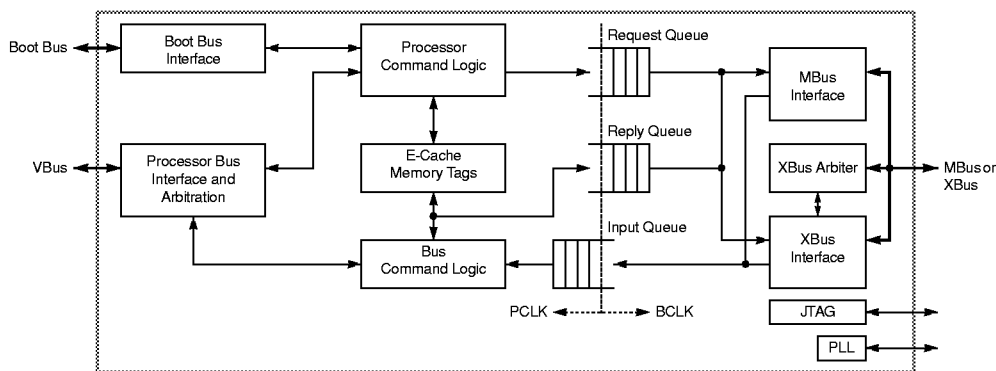 Boot Bus
Boot Bus
Interface
Processor
Command Logic
Request Queue
MBus
Interface
VBus
Processor Bus
Interface and
Arbitration
E-Cache
Memory Tags
Reply Queue
XBus Arbiter
MBus or
XBus
Bus
Command Logic
Input Queue
XBus
Interface
PCLK
BCLK
JTAG
PLL